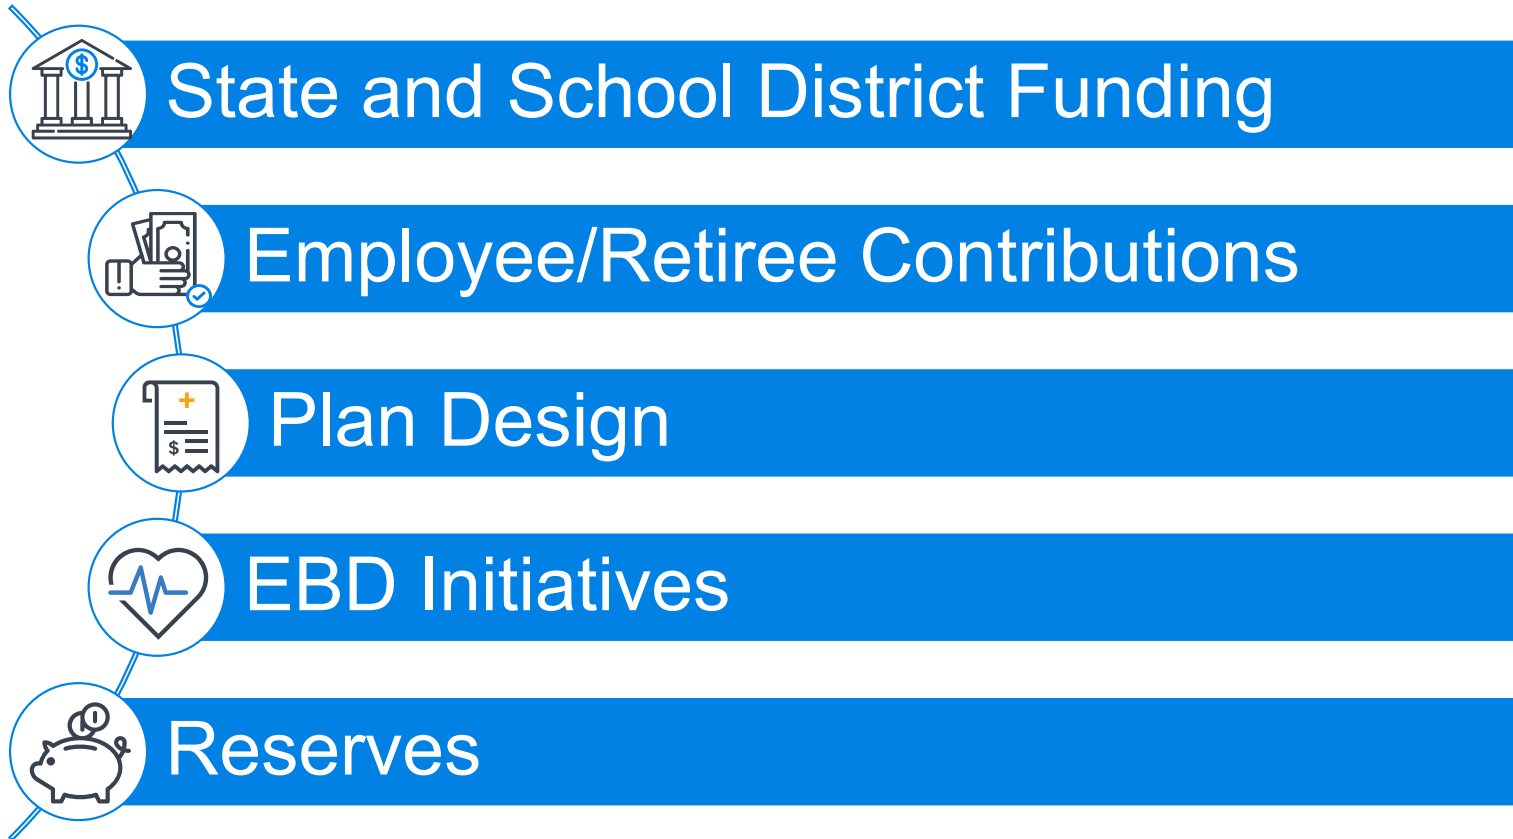 State and School District Funding
Employee/Retiree Contributions
Plan Design
EBD Initiatives
Reserves